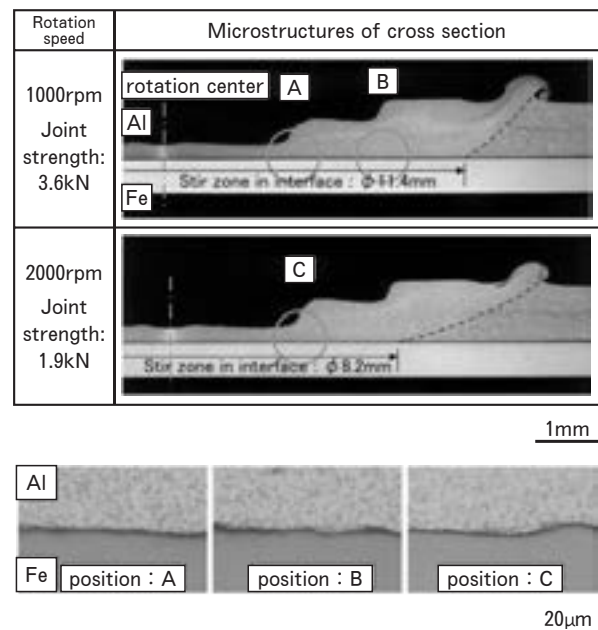 Rotation
speed
Microstructures of cross section
1000rpm
Joint
strength:
3.6kN
rotation center
A
B
Al
Stir zone in interface : ϕ11.4mm
Fe
2000rpm
Joint
strength:
1.9kN
C
Stir zone in interface : ϕ8.2mm
1mm
Al
Fe
position：A
position：B
position：C
20μm